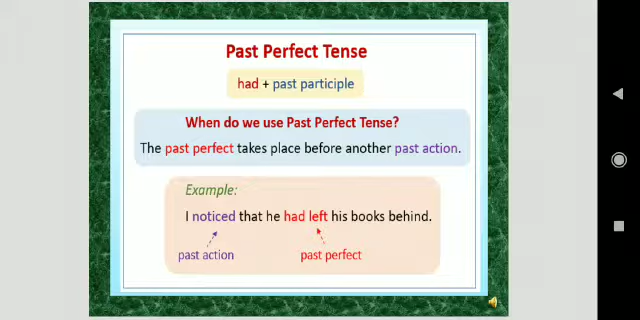 Past Perfect Tense
had + past participle
When do we use Past Perfect Tense?
The past perfect takes place before another past action.
Example:
I noticed that he had left his books behind.
past action past perfect